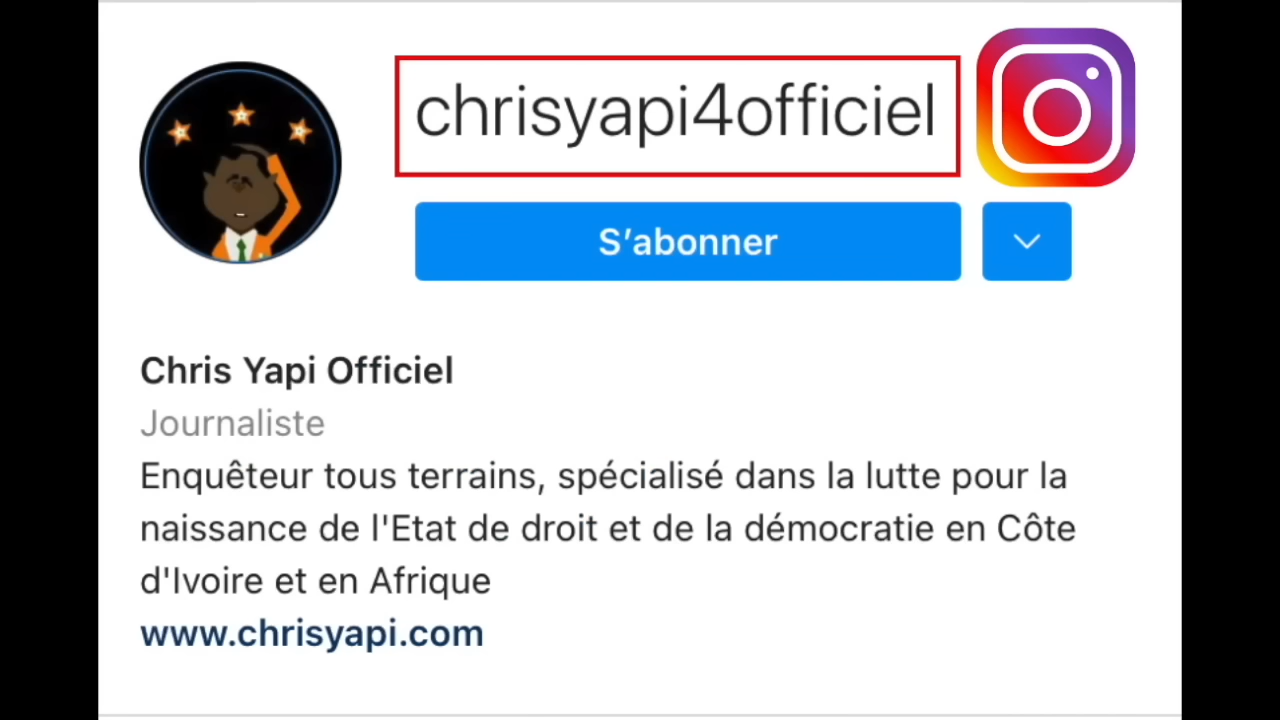 chrisyapi4officiel
S’abonner
Chris Yapi Officiel
Journaliste
Enquêteur tous terrains, spécialisé dans la lutte pour la
naissance de l'Etat de droit et de la démocratie en Côte
d'Ivoire et en Afrique
www.chrisyapi.com